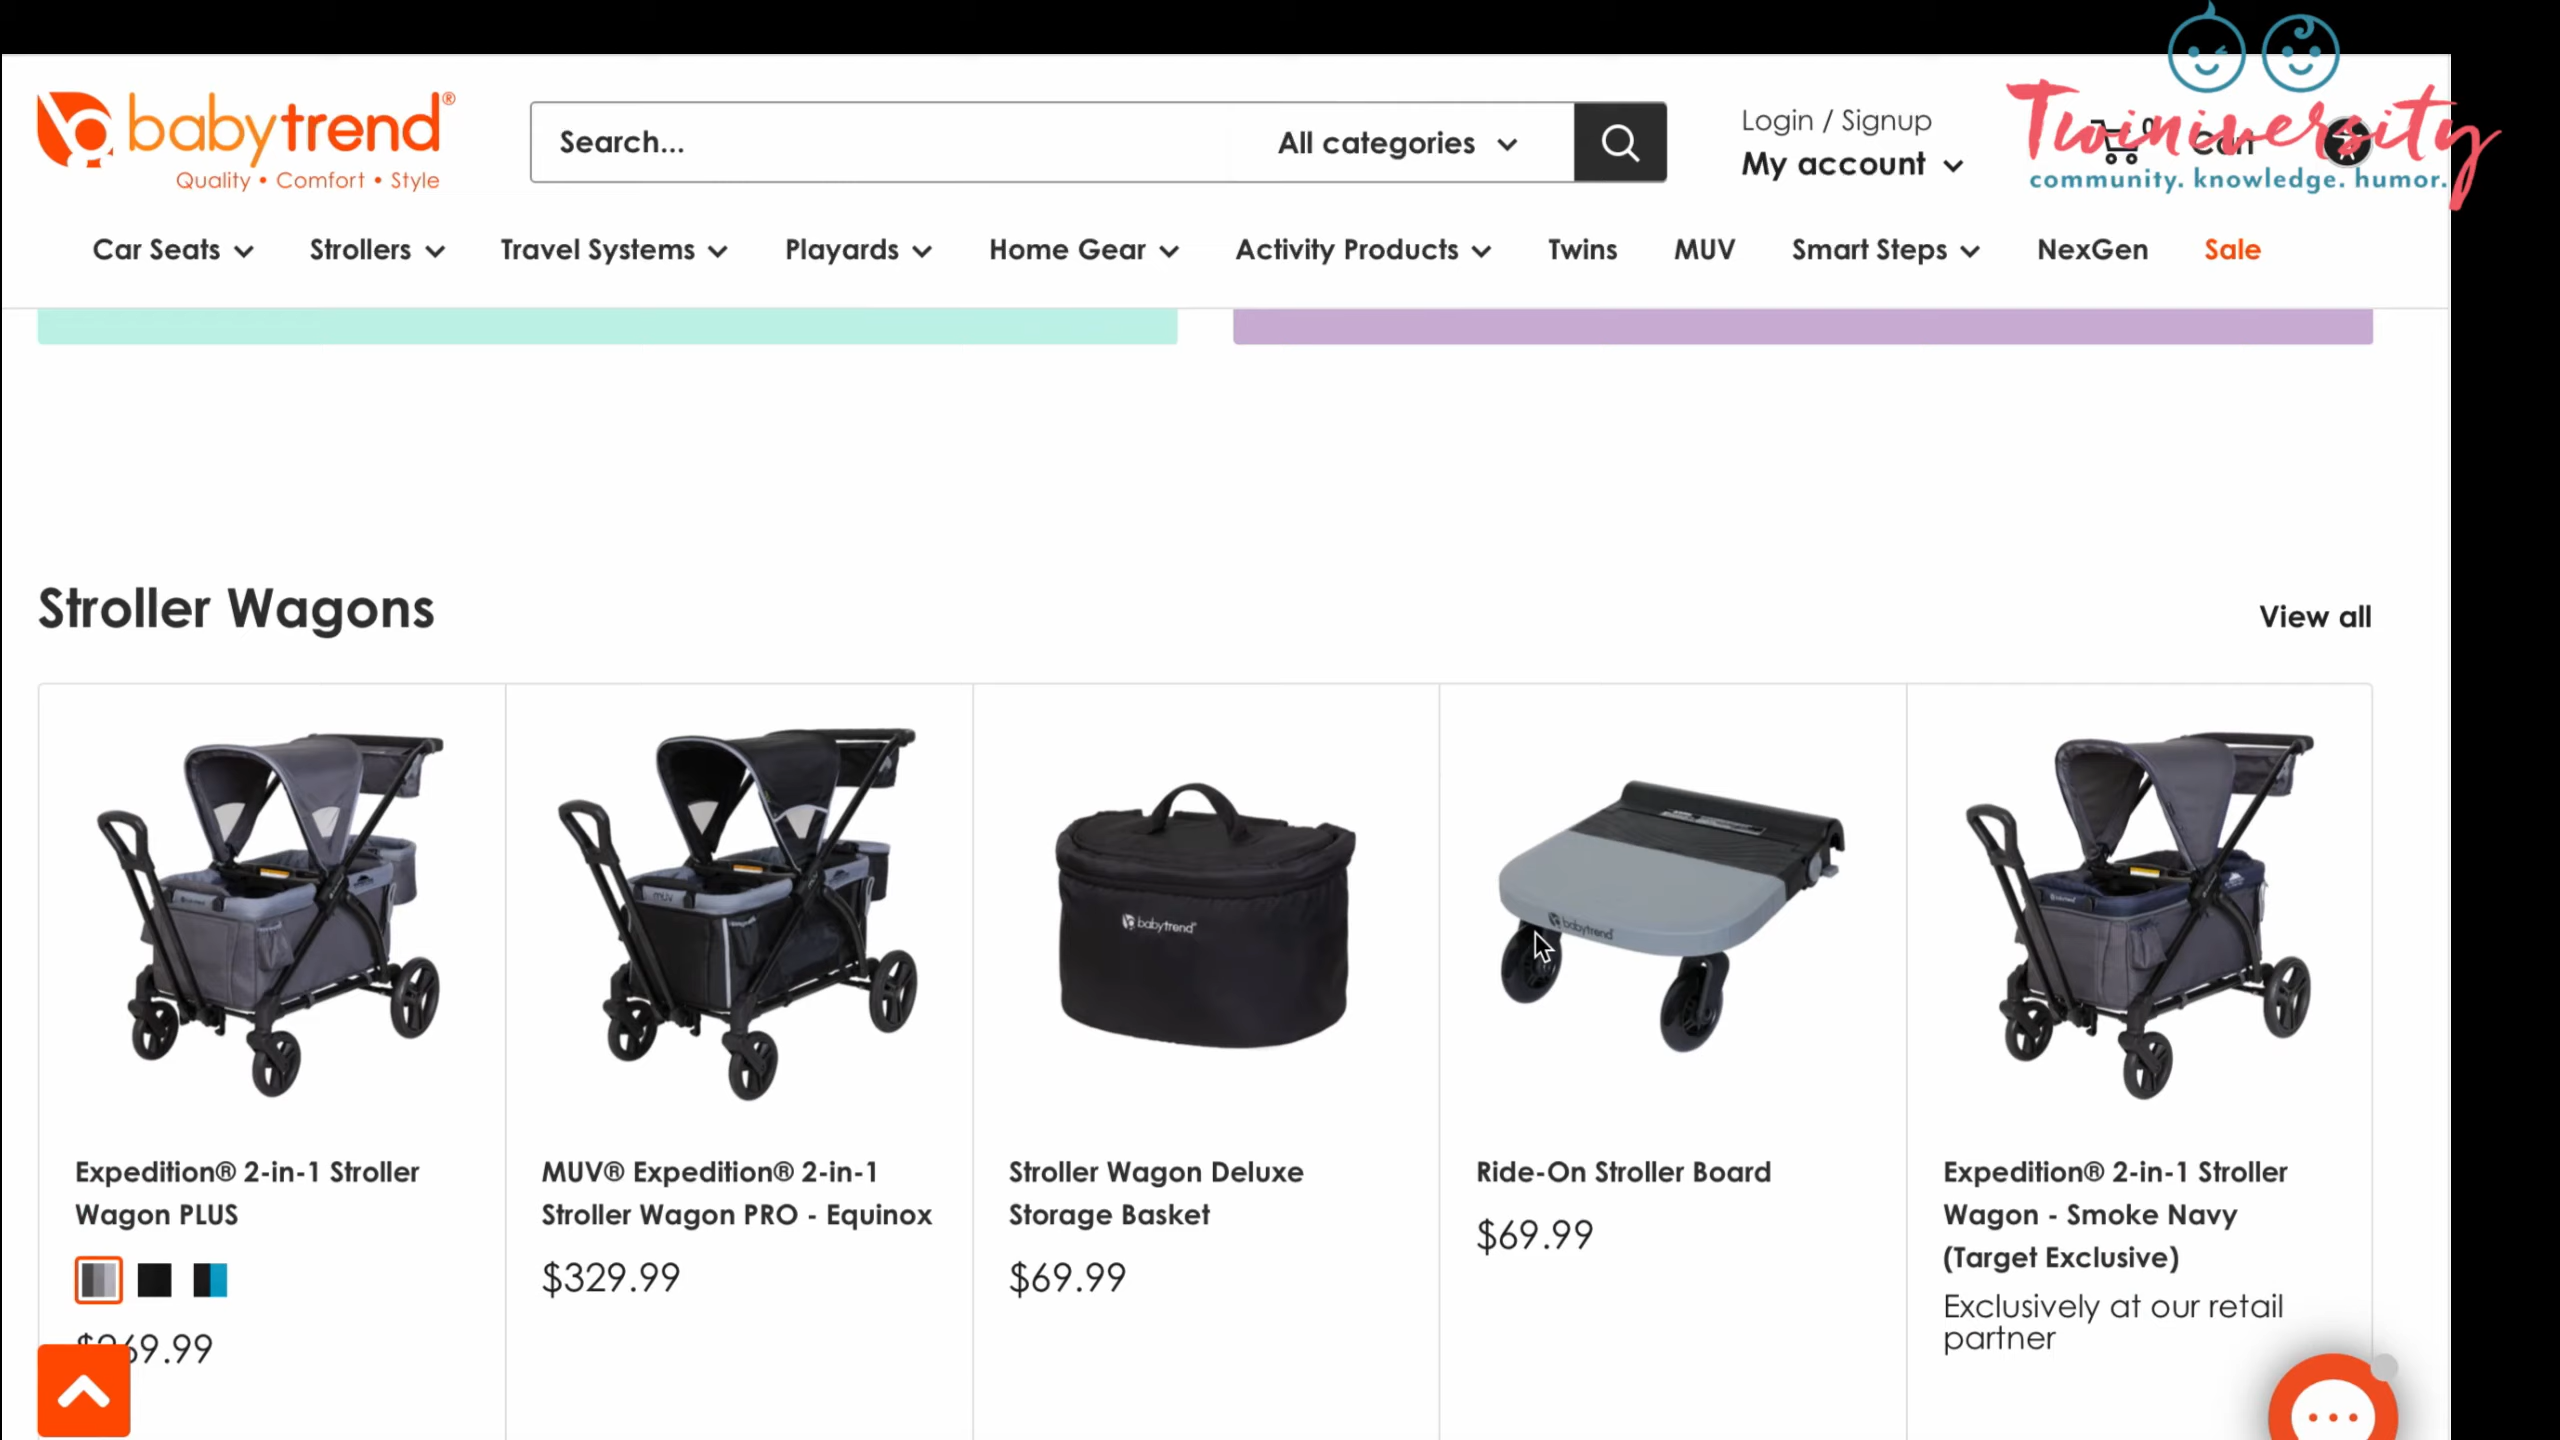 babytrend®
Quality • Comfort • Style
Search...
All categories
Login / Signup
My account
Twiniversity
community. knowledge. humor.
Car Seats
Strollers
Travel Systems
Playards
Home Gear
Activity Products
Twins
MUV
Smart Steps
NexGen
Sale
Stroller Wagons
View all
babytrend
babytrend
muv
Expedition® 2-in-1 Stroller
Wagon PLUS
MUV® Expedition® 2-in-1
Stroller Wagon PRO - Equinox
$329.99
Stroller Wagon Deluxe
Storage Basket
$69.99
Ride-On Stroller Board
$69.99
Expedition® 2-in-1 Stroller
Wagon - Smoke Navy
(Target Exclusive)
Exclusively at our retail
partner